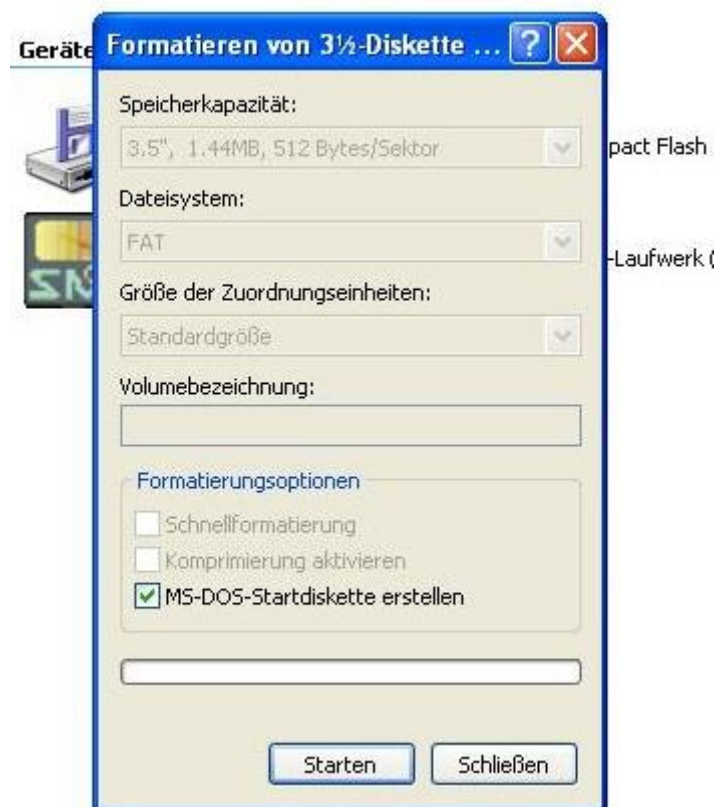 Geräte
Formatieren von 3½-Diskette ...
Speicherkapazität:
3.5", 1.44MB, 512 Bytes/Sektor
pact Flash
Dateisystem:
FAT
-Laufwerk (
Größe der Zuordnungseinheiten:
Standardgröße
Volumebezeichnung:
Formatierungsoptionen
Schnellformatierung
Komprimierung aktivieren
MS-DOS-Startdiskette erstellen
Starten
Schließen